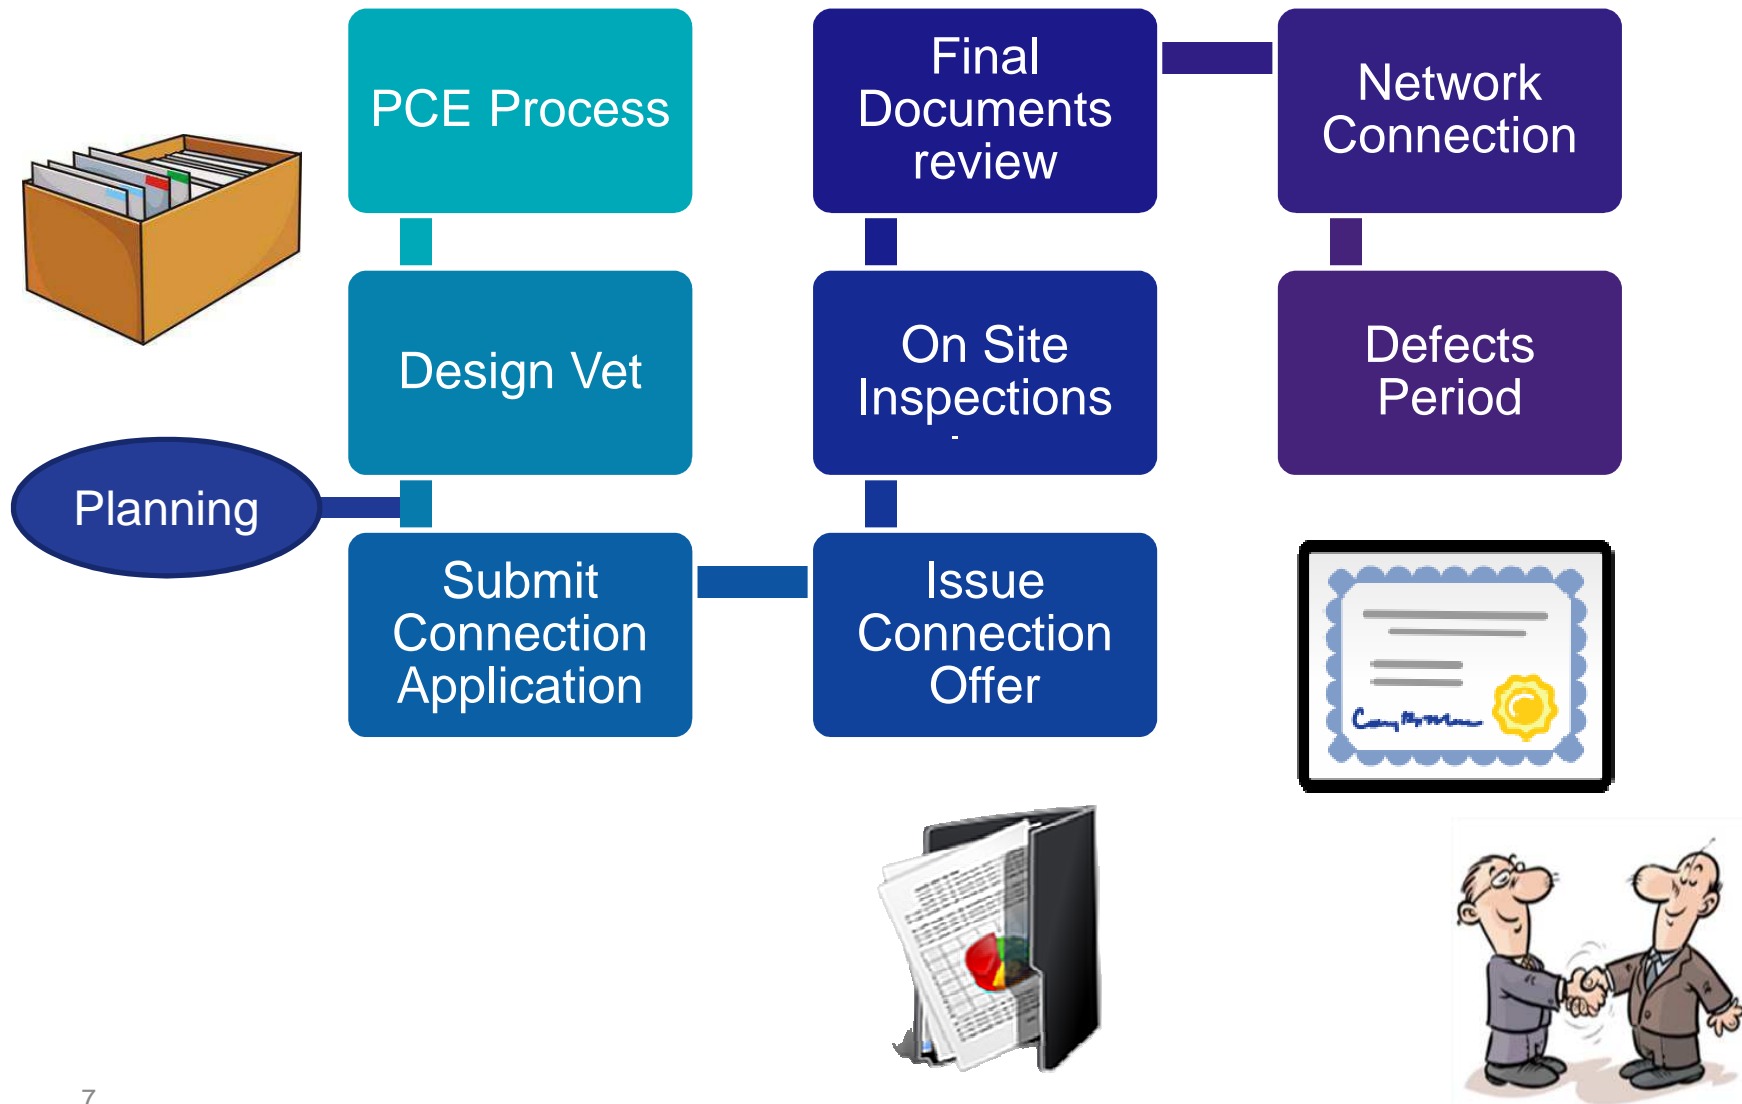 PCE Process
Design Vet
Planning
Submit
Connection
Application
Issue
Connection
Offer
On Site
Inspections
-
Final
Documents
review
Network
Connection
Defects
Period
7